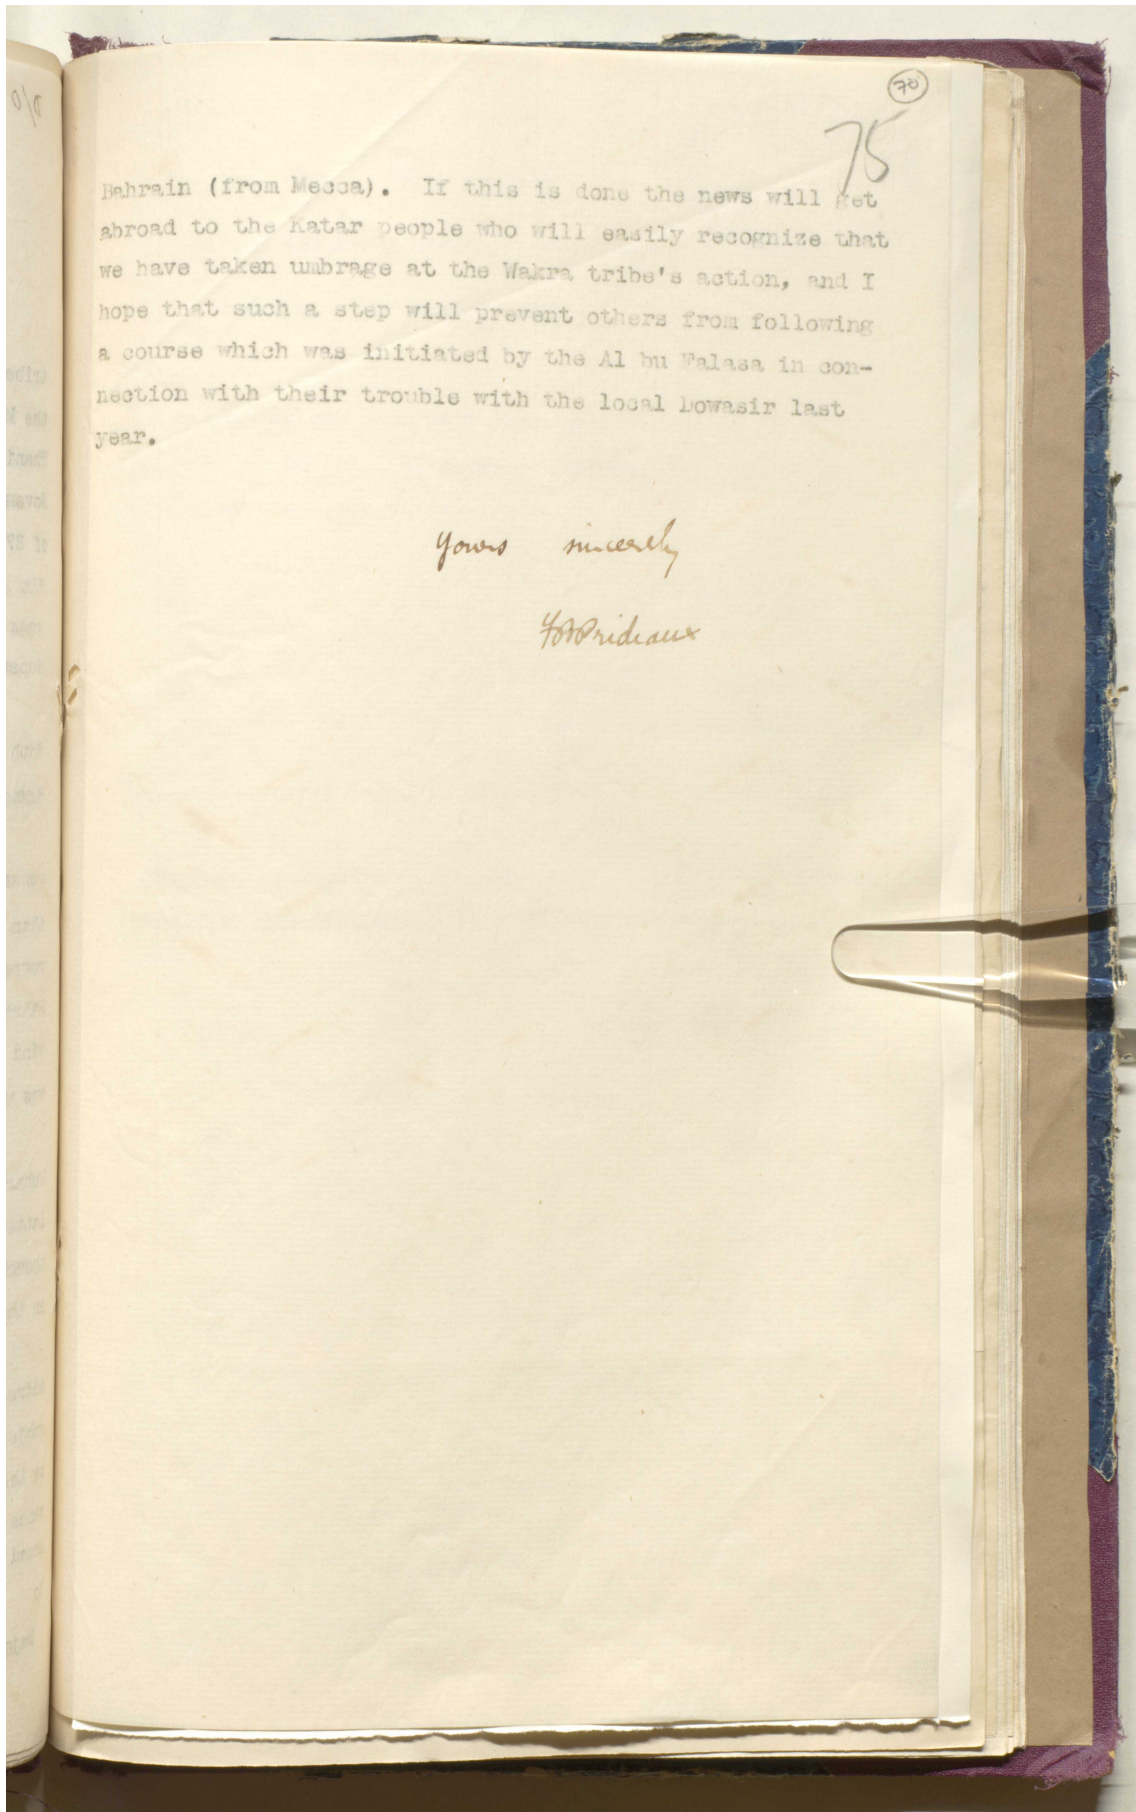 70
75
Bahrain (from Mecca). If this is done the news will get
abroad to the Katar people who will easily recognize that
we have taken umbrage at the Wakra tribe's action, and I
hope that such a step will prevent others from following
a course which was initiated by the Al bu Falasa in con-
nection with their trouble with the local Dowasir last
year.
Yours sincerely
FBPrideaux
D/O